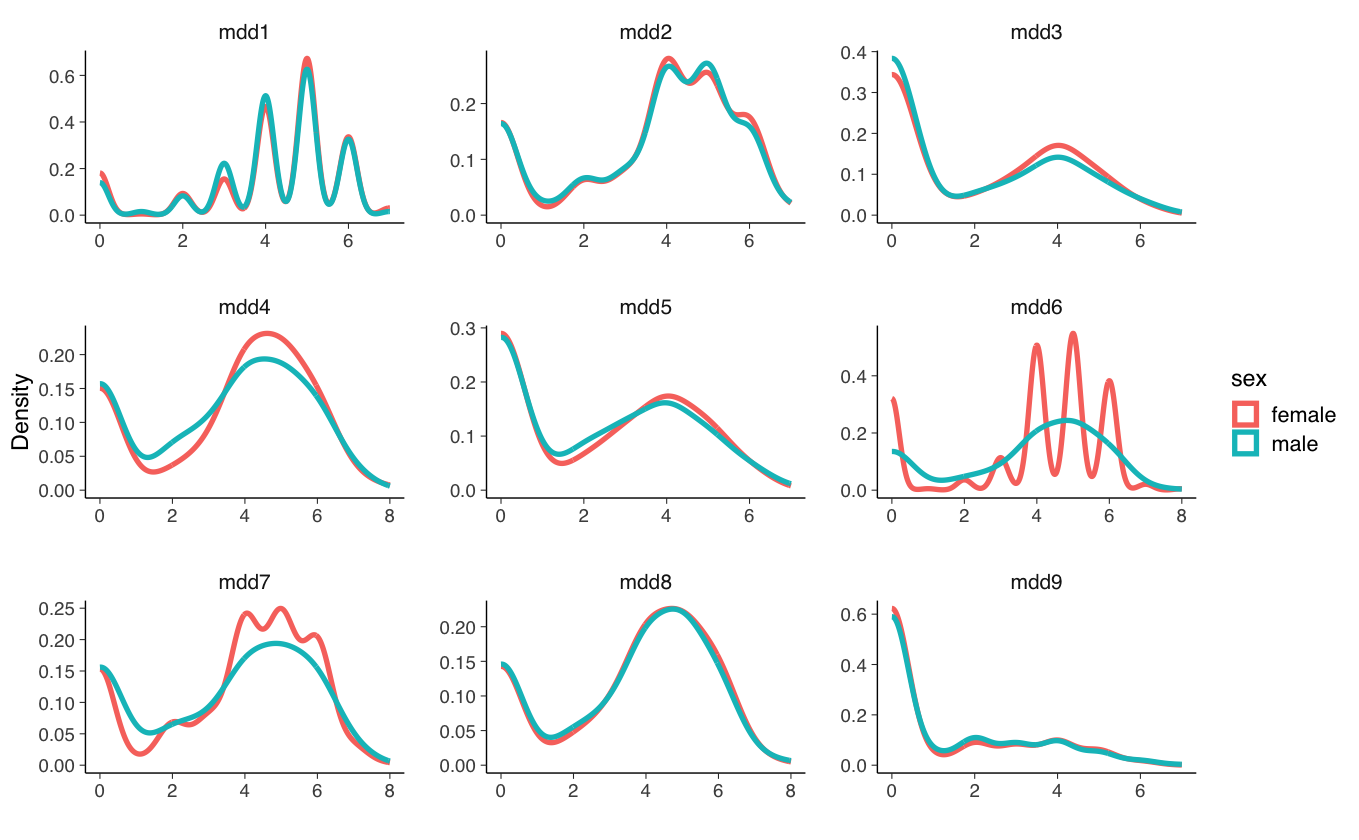 mdd1 mdd2 mdd3
0.6 0.4 0.2 0.0
0 2 4 6
0.2 0.1 0.0
0 2 4 6
0.4 0.3 0.2 0.1 0.0
0 2 4 6
mdd4 mdd5 mdd6
Density
0.20 0.15 0.10 0.05 0.00
0 2 4 6 8
0.3 0.2 0.1 0.0
0 2 4 6
0.4 0.2 0.0
0 2 4 6 8
sex
female
male
mdd7 mdd8 mdd9
0.25 0.20 0.15 0.10 0.05 0.00
0 2 4 6 8
0.20 0.15 0.10 0.05 0.00
0 2 4 6 8
0.6 0.4 0.2 0.0
0 2 4 6